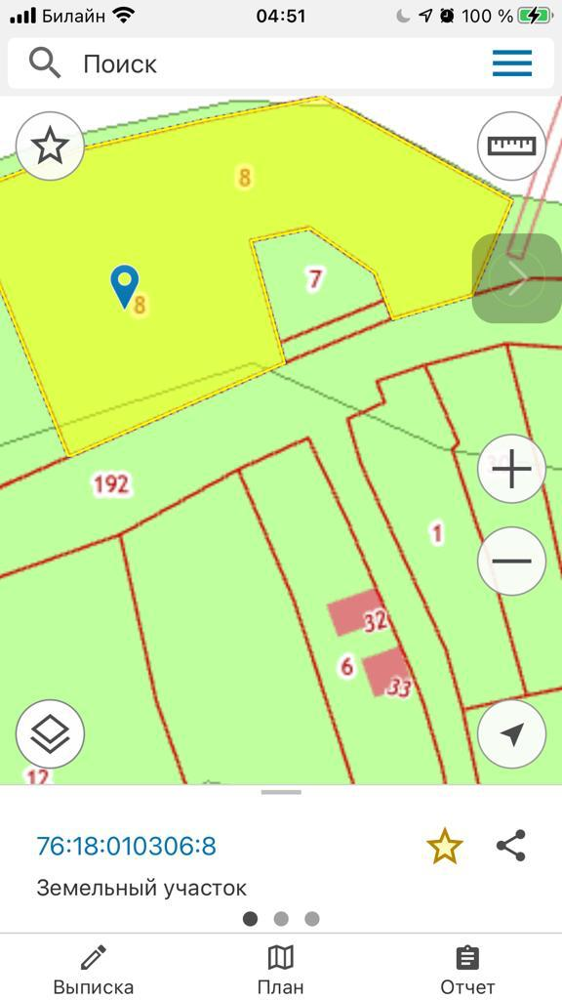 Билайн 04:51 100 %
Поиск
8
7
8
192
1
32
6
33
12
76:18:010306:8
Земельный участок
Выписка План Отчет